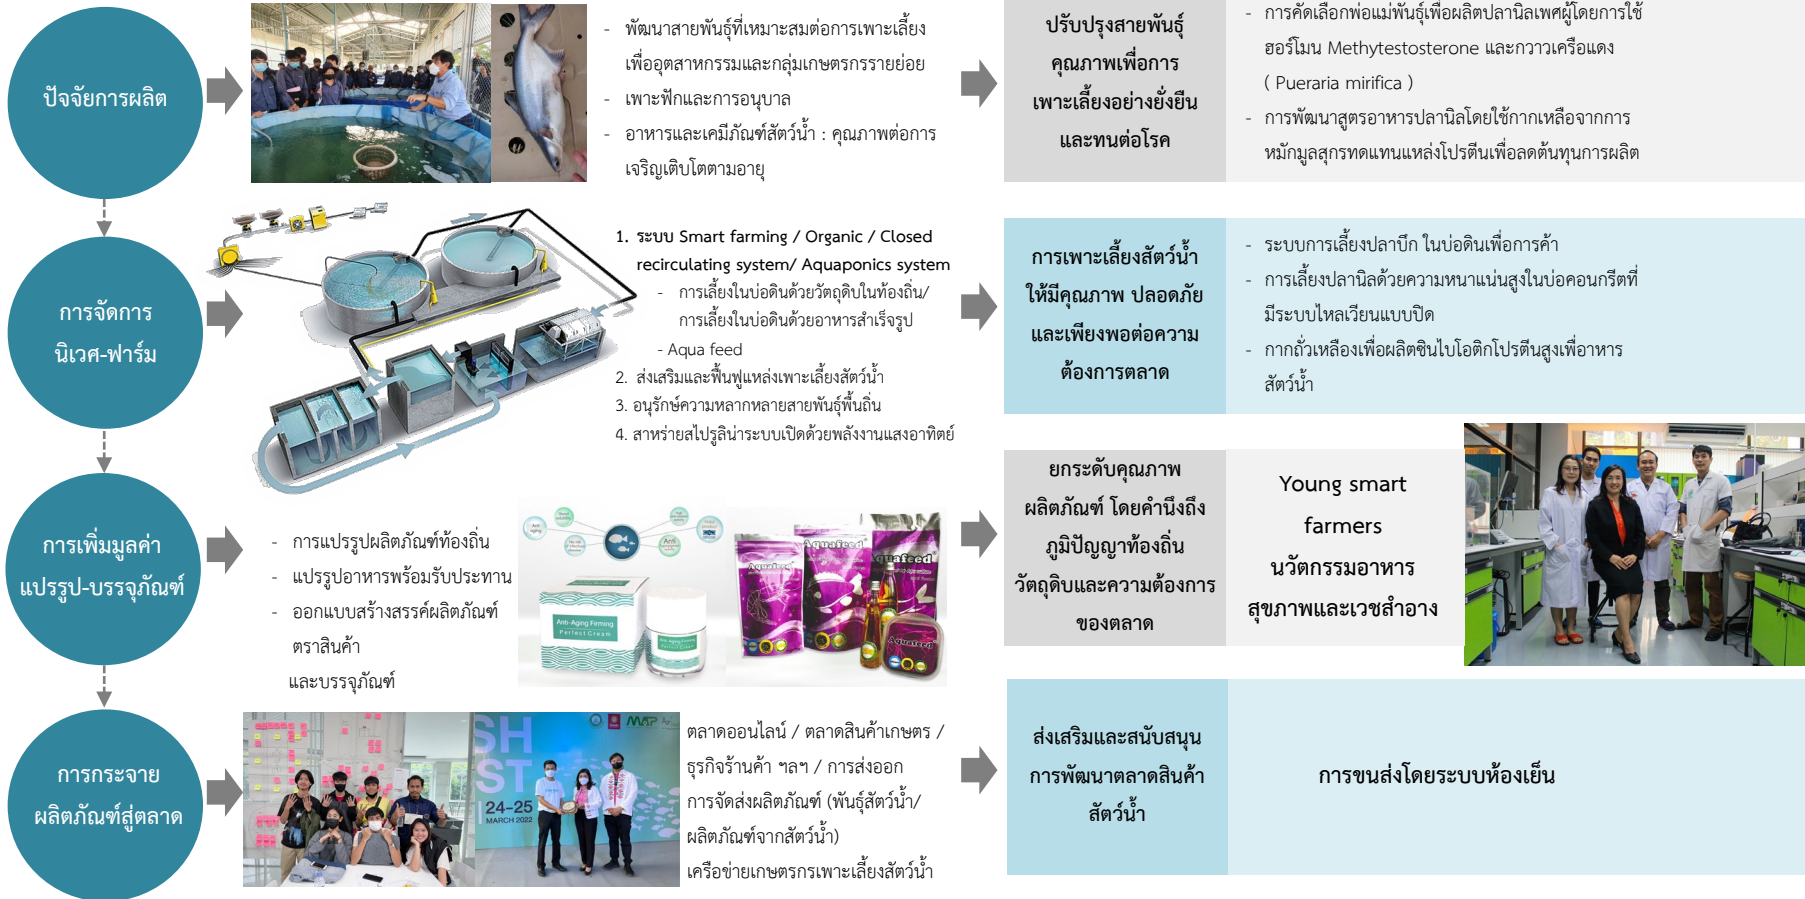 ปัจจัยการผลิต
- พัฒนาสายพันธุ์ที่เหมาะสมต่อการเพาะเลี้ยง
เพื่ออุตสาหกรรมและกลุ่มเกษตรกรรายย่อย
- เพาะฟักและการอนุบาล
- อาหารและเคมีภัณฑ์สัตว์น้ำ : คุณภาพต่อการ
เจริญเติบโตตามอายุ
ปรับปรุงสายพันธุ์
คุณภาพเพื่อการ
เพาะเลี้ยงอย่างยั่งยืน
และทนต่อโรค
- การคัดเลือกพ่อแม่พันธุ์เพื่อผลิตปลานิลเพศผู้โดยการใช้
ฮอร์โมน Methytestosterone และกวาวเครือแดง
( Pueraria mirifica )
- การพัฒนาสูตรอาหารปลานิลโดยใช้กากเหลือจากการ
หมักมูลสุกรทดแทนแหล่งโปรตีนเพื่อลดต้นทุนการผลิต
การจัดการ
นิเวศ-ฟาร์ม
1. ระบบ Smart farming / Organic / Closed
recirculating system/ Aquaponics system
- การเลี้ยงในบ่อดินด้วยวัตถุดิบในท้องถิ่น/
การเลี้ยงในบ่อดินด้วยอาหารสำเร็จรูป
- Aqua feed
2. ส่งเสริมและฟื้นฟูแหล่งเพาะเลี้ยงสัตว์น้ำ
3. อนุรักษ์ความหลากหลายสายพันธุ์พื้นถิ่น
4. สาหร่ายสไปรูลิน่าระบบเปิดด้วยพลังงานแสงอาทิตย์
การเพาะเลี้ยงสัตว์น้ำ
ให้มีคุณภาพ ปลอดภัย
และเพียงพอต่อความ
ต้องการตลาด
- ระบบการเลี้ยงปลาบึก ในบ่อดินเพื่อการค้า
- การเลี้ยงปลานิลด้วยความหนาแน่นสูงในบ่อคอนกรีตที่
มีระบบไหลเวียนแบบปิด
- กากถั่วเหลืองเพื่อผลิตซินไบโอติกโปรตีนสูงเพื่ออาหาร
สัตว์น้ำ
การเพิ่มมูลค่า
แปรรูป-บรรจุภัณฑ์
- การแปรรูปผลิตภัณฑ์ท้องถิ่น
- แปรรูปอาหารพร้อมรับประทาน
- ออกแบบสร้างสรรค์ผลิตภัณฑ์
ตราสินค้า
และบรรจุภัณฑ์
Anti aging
Anti
Anti-Aging Firming
Perfect Cream
Anti-Aging Firming
Perfect Cream
Aquafeed
Aquafeed
Aquafeed
Aquafeed
ยกระดับคุณภาพ
ผลิตภัณฑ์ โดยคำนึงถึง
ภูมิปัญญาท้องถิ่น
วัตถุดิบและความต้องการ
ของตลาด
Young smart
farmers
นวัตกรรมอาหาร
สุขภาพและเวชสำอาง
การกระจาย
ผลิตภัณฑ์สู่ตลาด
SH
ST
24-25
MARCH 2022
MAP
ตลาดออนไลน์ / ตลาดสินค้าเกษตร /
ธุรกิจร้านค้า ฯลฯ / การส่งออก
การจัดส่งผลิตภัณฑ์ (พันธุ์สัตว์น้ำ/
ผลิตภัณฑ์จากสัตว์น้ำ)
เครือข่ายเกษตรกรเพาะเลี้ยงสัตว์น้ำ
ส่งเสริมและสนับสนุน
การพัฒนาตลาดสินค้า
สัตว์น้ำ
การขนส่งโดยระบบห้องเย็น